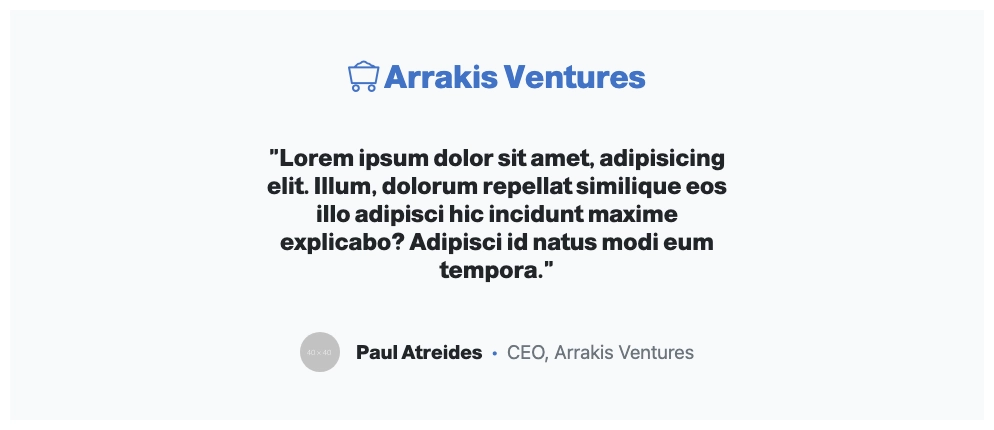 Arrakis Ventures
"Lorem ipsum dolor sit amet, adipisicing
elit. Illum, dolorum repellat similique eos
illo adipisci hic incidunt maxime
explicabo? Adipisci id natus modi eum
tempora."
40 x 40
Paul Atreides • CEO, Arrakis Ventures